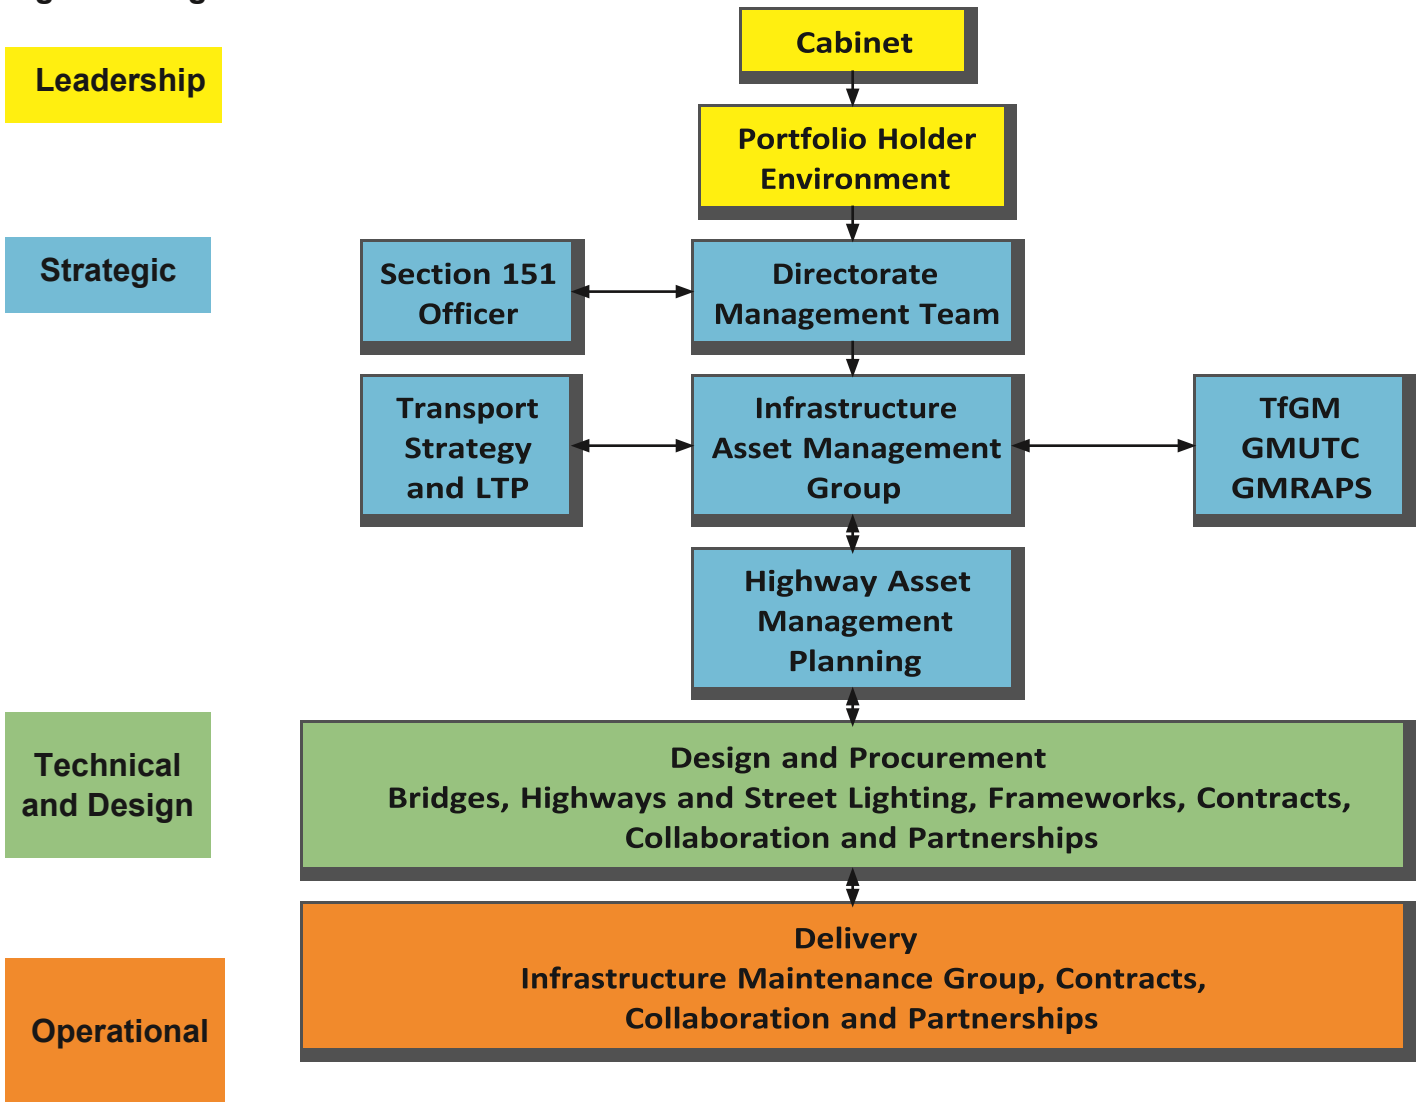 Cabinet
Leadership
Portfolio Holder
Environment
Strategic
Section 151
Officer
Directorate
Management Team
Transport
Strategy
and LTP
Infrastructure
Asset Management
Group
TfGM
GMUTC
GMRAPS
Highway Asset
Management
Planning
Technical
and Design
Design and Procurement
Bridges, Highways and Street Lighting, Frameworks, Contracts,
Collaboration and Partnerships
Delivery
Infrastructure Maintenance Group, Contracts,
Collaboration and Partnerships
Operational